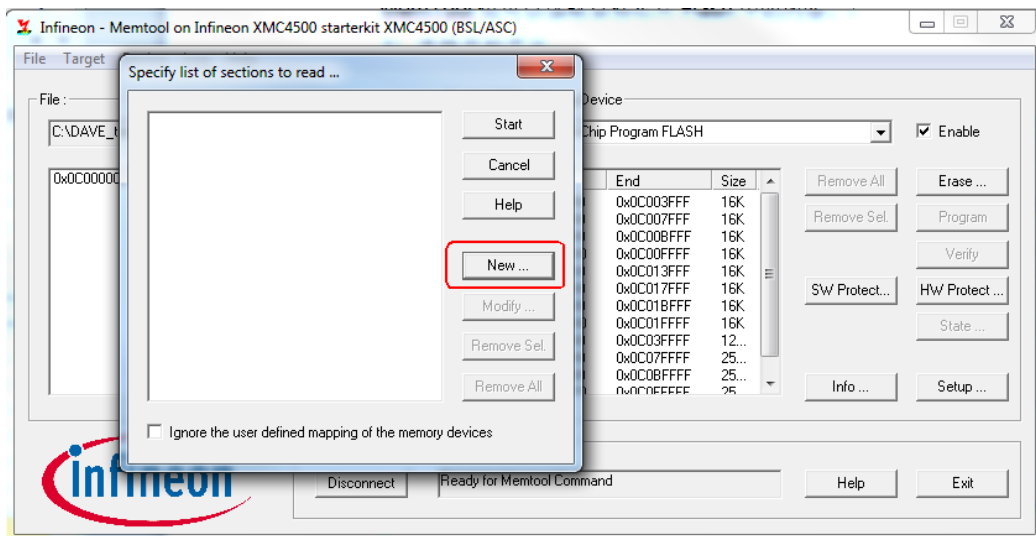 Infineon - Memtool on Infineon XMC4500 starterkit XMC4500 (BSL/ASC)
File Target
Specify list of sections to read ...
File :
Device
C:\DAVE_t
Chip Program FLASH
Enable
Start
Cancel
Help
New ...
Modify ...
Remove Sel.
Remove All
Ignore the user defined mapping of the memory devices
0x0C00000
End Size
0x0C003FFF 16K
0x0C007FFF 16K
0x0C00BFFF 16K
0x0C00FFFF 16K
0x0C013FFF 16K
0x0C017FFF 16K
0x0C01BFFF 16K
0x0C01FFFF 16K
0x0C03FFFF 12...
0x0C07FFFF 25...
0x0C0BFFFF 25...
Remove All
Erase ...
Remove Sel.
Program
Verify
SW Protect...
HW Protect ...
State ...
Info ...
Setup ...
infineon
Disconnect
Ready for Memtool Command
Help
Exit